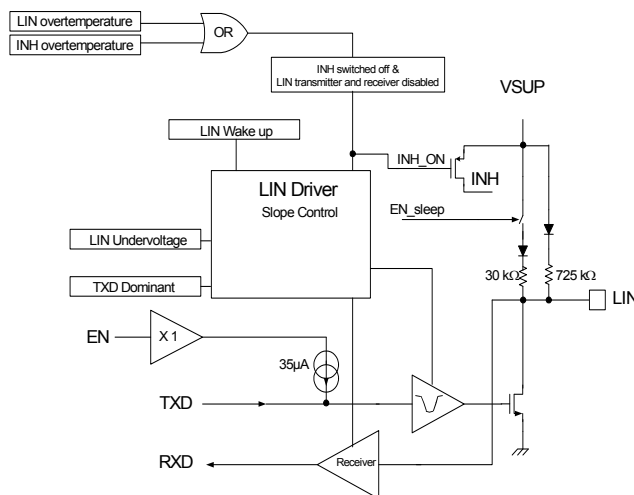 LIN overtemperature
INH overtemperature
OR
INH switched off &
LIN transmitter and receiver disabled
VSUP
LIN Wake up
INH_ON
INH
LIN Driver
Slope Control
EN_sleep
LIN Undervoltage
TXD Dominant
30 kΩ
725 kΩ
LIN
EN
X 1
35µA
TXD
RXD
Receiver